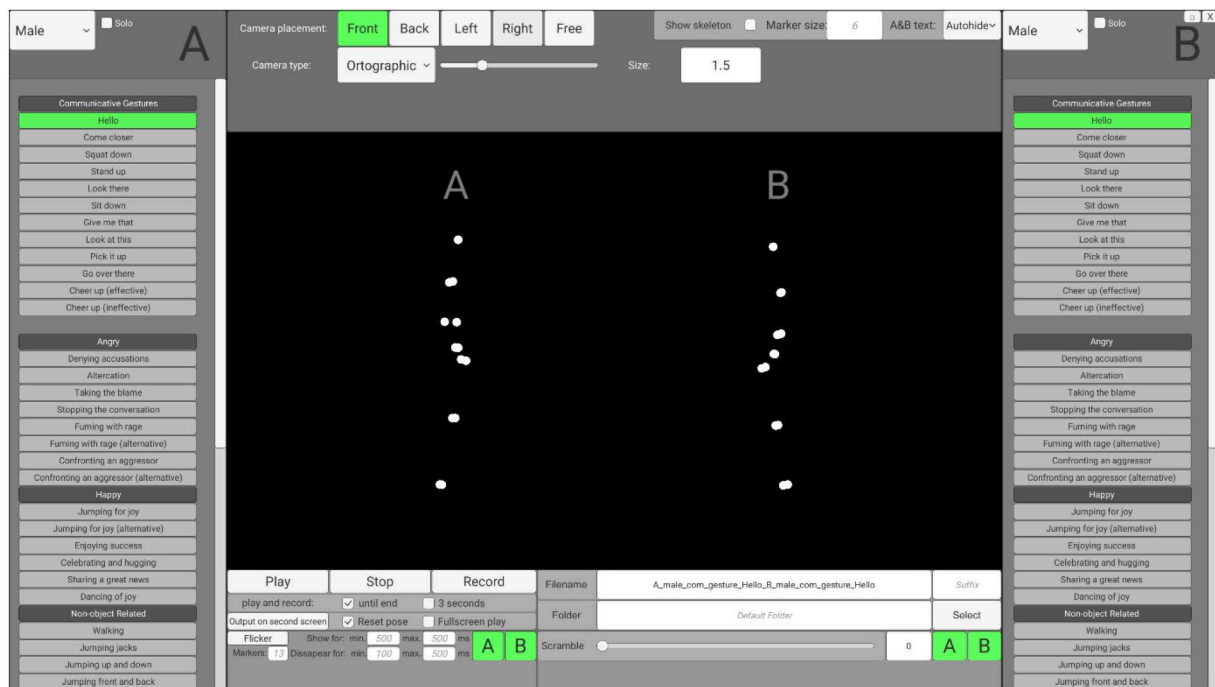 Male
Solo
A
Communicative Gestures
Hello
Come closer
Squat down
Stand up
Look there
Sit down
Give me that
Look at this
Pick it up
Go over there
Cheer up (effective)
Cheer up (ineffective)
Angry
Denying accusations
Altercation
Taking the blame
Stopping the conversation
Fuming with rage
Fuming with rage (alternative)
Confronting an aggressor
Confronting an aggressor (alternative)
Happy
Jumping for joy
Jumping for joy (alternative)
Enjoying success
Celebrating and hugging
Sharing a great news
Dancing of joy
Non-object Related
Walking
Jumping jacks
Jumping up and down
Jumping front and back
Camera placement: Front Back Left Right Free Show skeleton Marker size: 6 A&B text: Autohide
Camera type: Ortographic Size: 1.5
A B
Play Stop Record
play and record: until end 3 seconds
Output on second screen Reset pose Fullscreen play
Flicker Show for: min. 500 max. 500 ms A B
Markers: 13 Dissapear for: min. 100 max. 500 ms
Filename A_male_com_gesture_Hello_B_male_com_gesture_Hello Suffix
Folder Default Folder Select
Scramble 0 A B
Male
Solo
X
B
Communicative Gestures
Hello
Come closer
Squat down
Stand up
Look there
Sit down
Give me that
Look at this
Pick it up
Go over there
Cheer up (effective)
Cheer up (ineffective)
Angry
Denying accusations
Altercation
Taking the blame
Stopping the conversation
Fuming with rage
Fuming with rage (alternative)
Confronting an aggressor
Confronting an aggressor (alternative)
Happy
Jumping for joy
Jumping for joy (alternative)
Enjoying success
Celebrating and hugging
Sharing a great news
Dancing of joy
Non-object Related
Walking
Jumping jacks
Jumping up and down
Jumping front and back